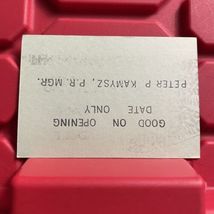 GOOD ON OPENING
DATE ONLY
PETER P KAMYSZ, P.R. MGR.